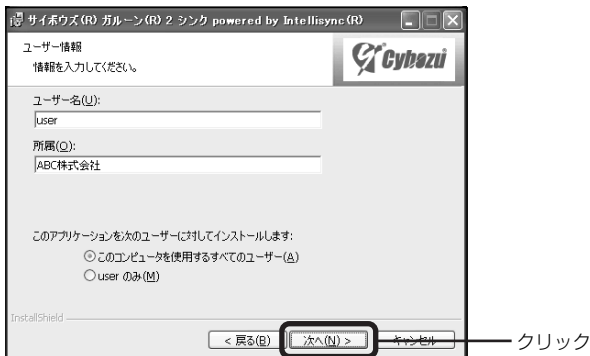 サイボウズ(R) ガルーン(R) 2 シンク powered by Intellisync(R)
ユーザー情報
情報を入力してください。
Cybozu
ユーザー名(U):
user
所属(O):
ABC株式会社
このアプリケーションを次のユーザーに対してインストールします:
このコンピュータを使用するすべてのユーザー(A)
user のみ(M)
InstallShield
< 戻る(B)
次へ(N) >
キャンセル
クリック